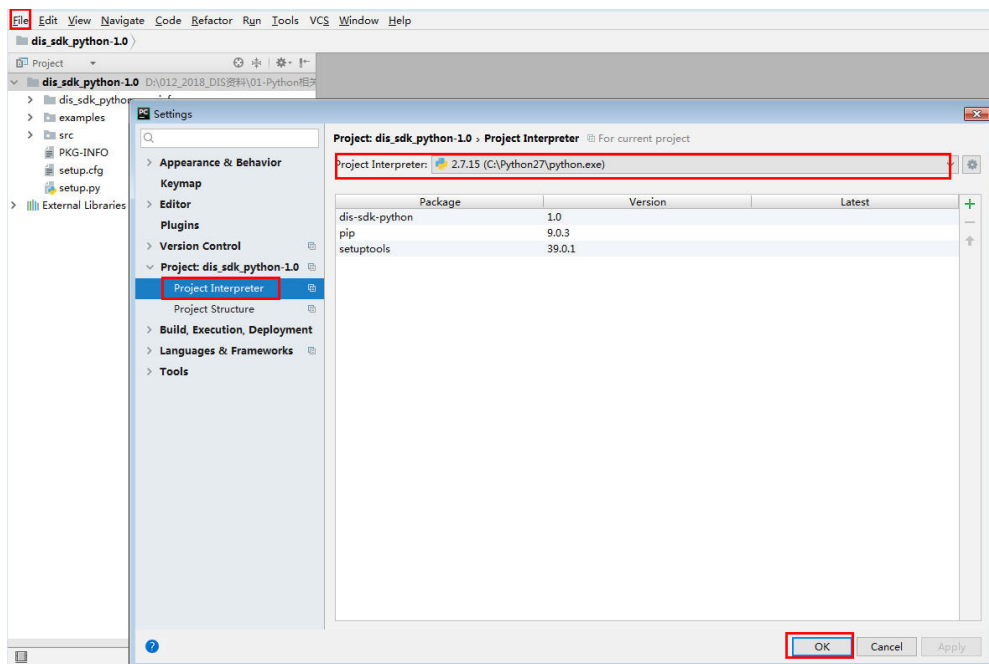 File Edit View Navigate Code Refactor Run Tools VCS Window Help
dis_sdk_python-1.0
Project
dis_sdk_python-1.0 D:\012_2018_DIS资料\01-Python相关
dis_sdk_python
examples
src
PKG-INFO
setup.cfg
setup.py
External Libraries
PC Settings
Appearance & Behavior
Keymap
Editor
Plugins
Version Control
Project: dis_sdk_python-1.0
Project Interpreter
Project Structure
Build, Execution, Deployment
Languages & Frameworks
Tools
Project: dis_sdk_python-1.0 › Project Interpreter For current project
Project Interpreter: 2.7.15 (C:\Python27\python.exe)
Package Version Latest
dis-sdk-python 1.0
pip 9.0.3
setuptools 39.0.1
? OK Cancel Apply